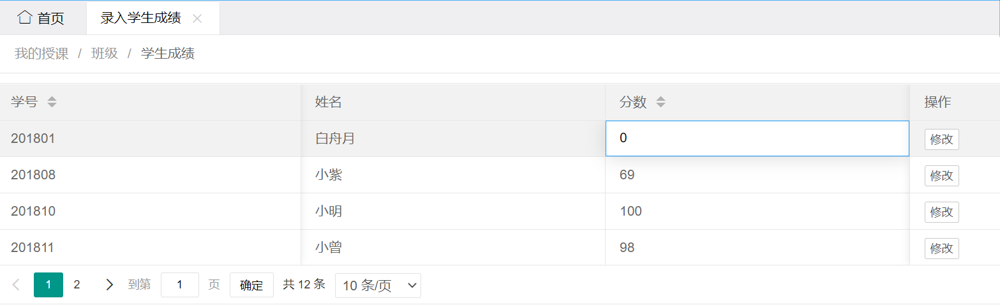 首页 录入学生成绩
我的授课 / 班级 / 学生成绩
学号 姓名 分数 操作
201801 白舟月 0 修改
201808 小紫 69 修改
201810 小明 100 修改
201811 小曾 98 修改
1 2 到第 1 页 确定 共 12 条 10 条/页